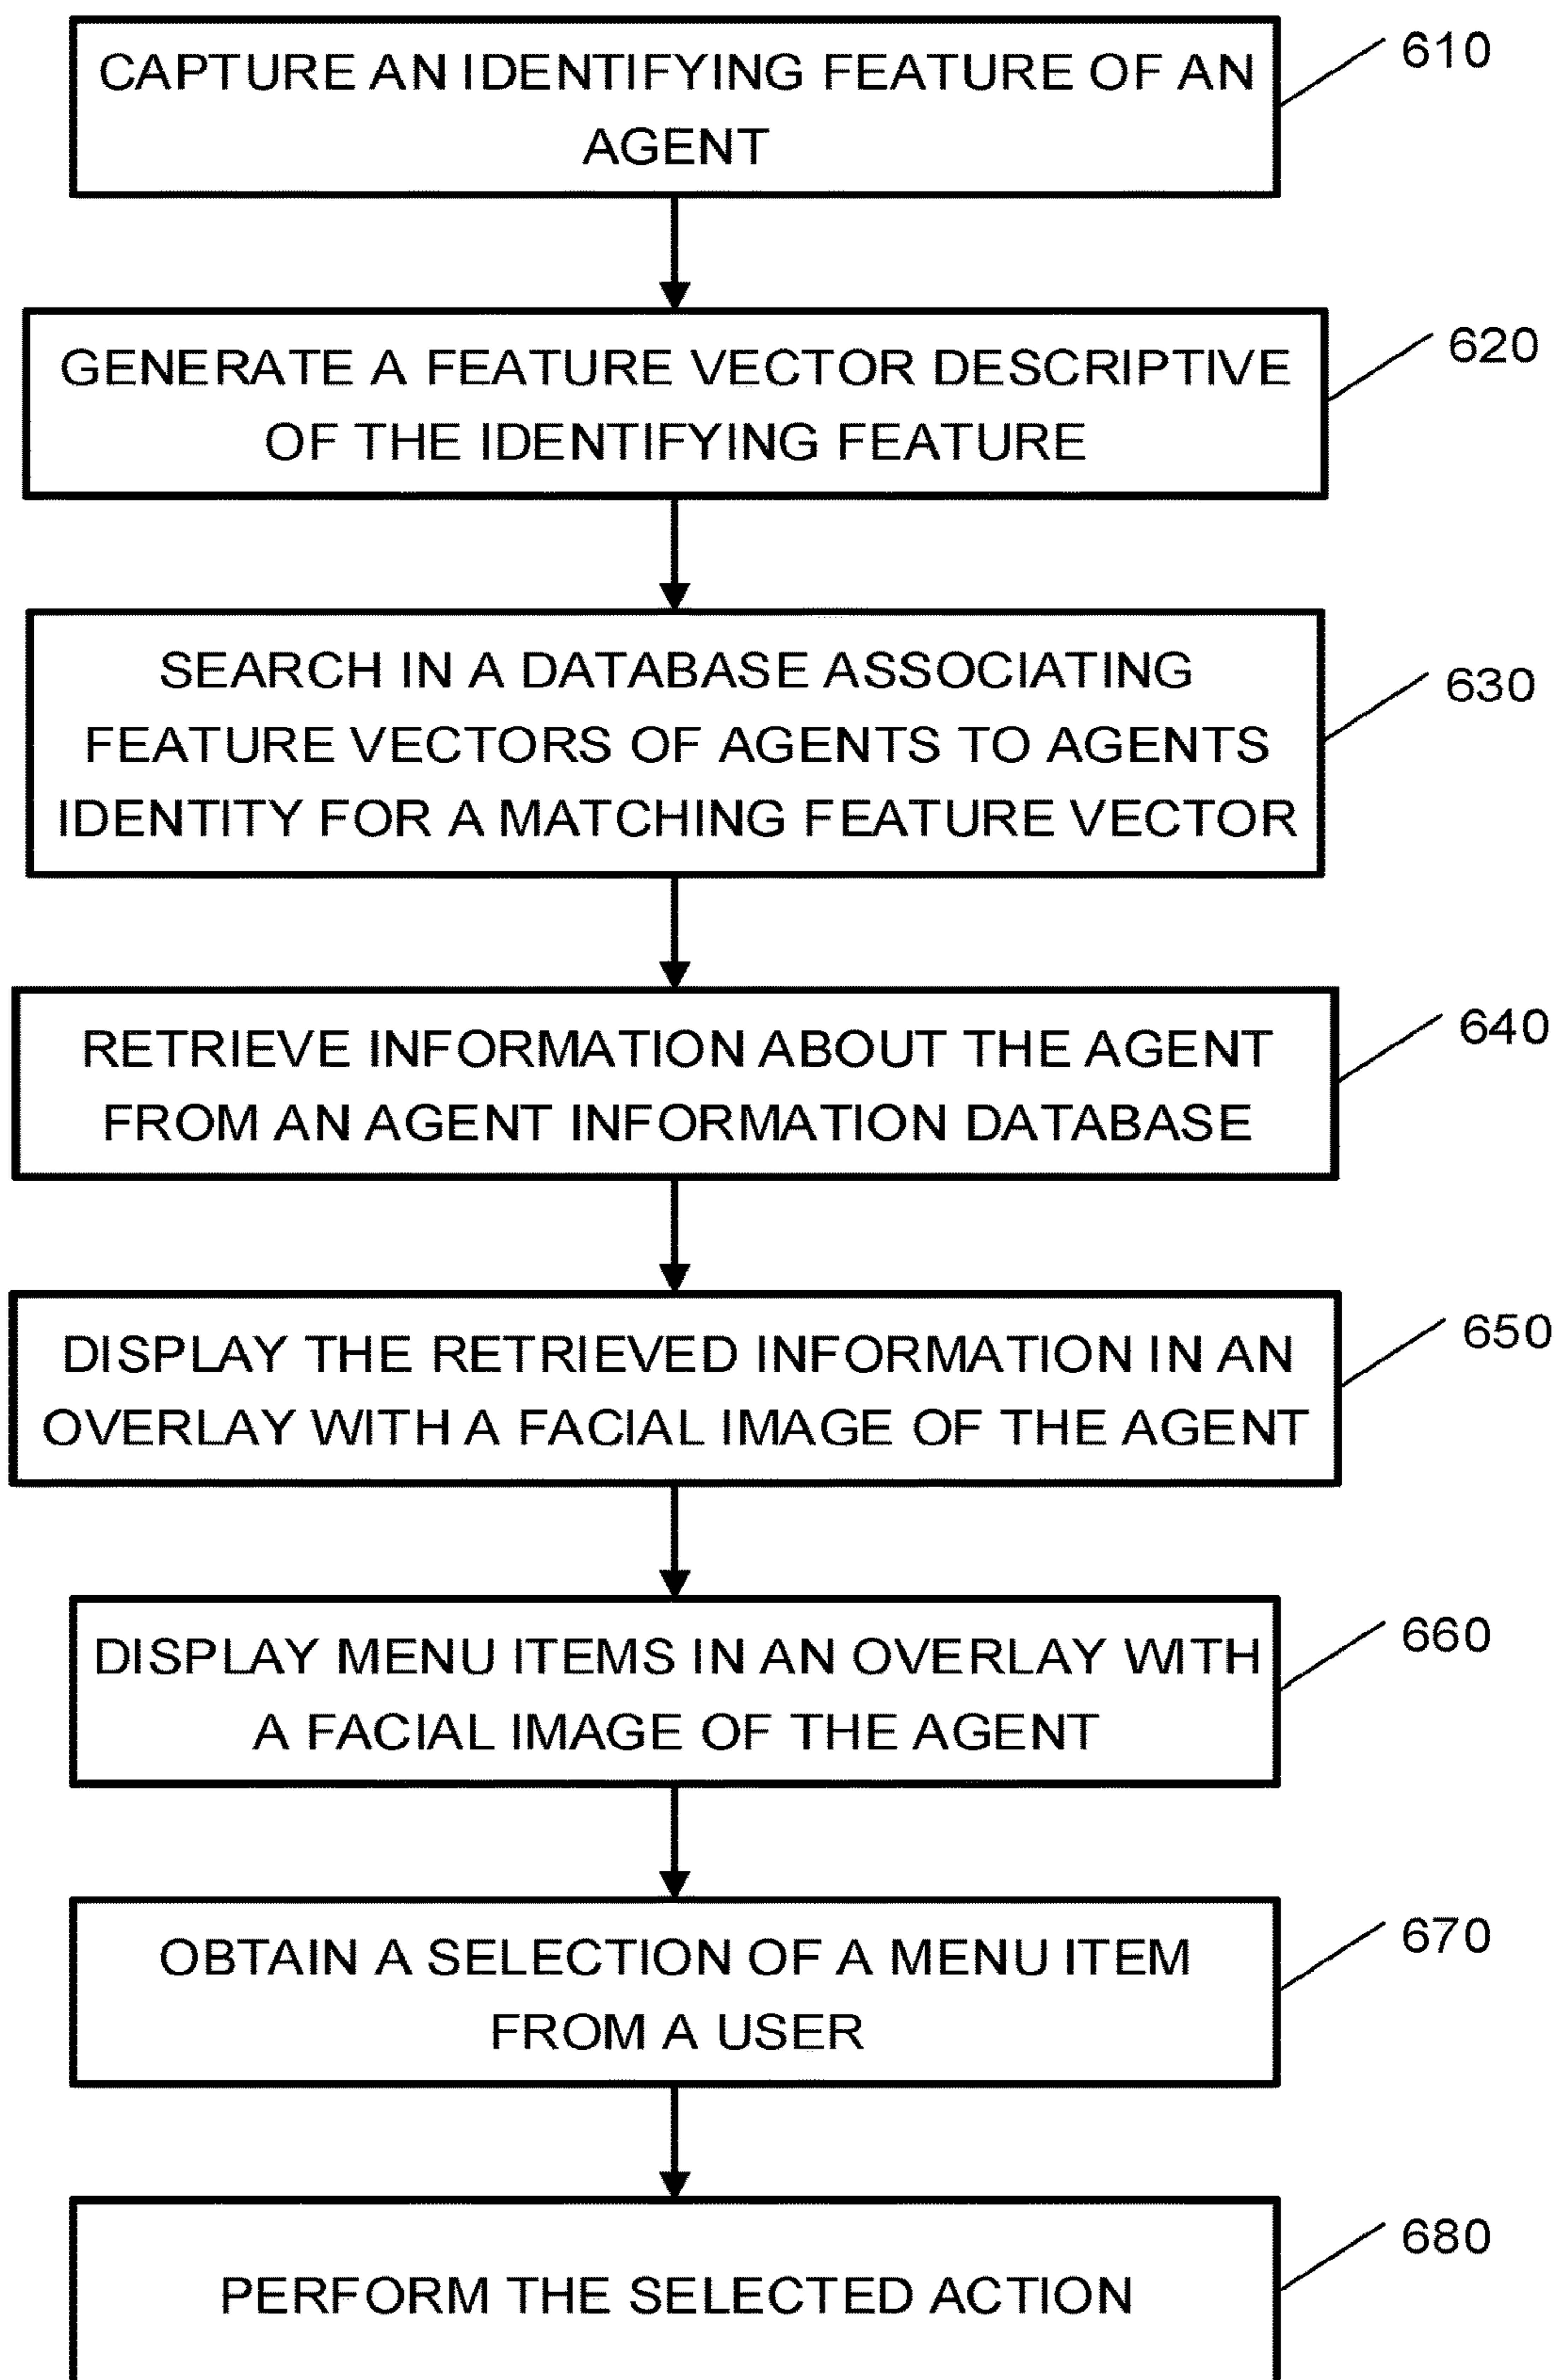 CAPTURE AN IDENTIFYING FEATURE OF AN
AGENT
610
GENERATE A FEATURE VECTOR DESCRIPTIVE
OF THE IDENTIFYING FEATURE
620
SEARCH IN A DATABASE ASSOCIATING
FEATURE VECTORS OF AGENTS TO AGENTS
IDENTITY FOR A MATCHING FEATURE VECTOR
630
RETRIEVE INFORMATION ABOUT THE AGENT
FROM AN AGENT INFORMATION DATABASE
640
DISPLAY THE RETRIEVED INFORMATION IN AN
OVERLAY WITH A FACIAL IMAGE OF THE AGENT
650
DISPLAY MENU ITEMS IN AN OVERLAY WITH
A FACIAL IMAGE OF THE AGENT
660
OBTAIN A SELECTION OF A MENU ITEM
FROM A USER
670
PERFORM THE SELECTED ACTION
680